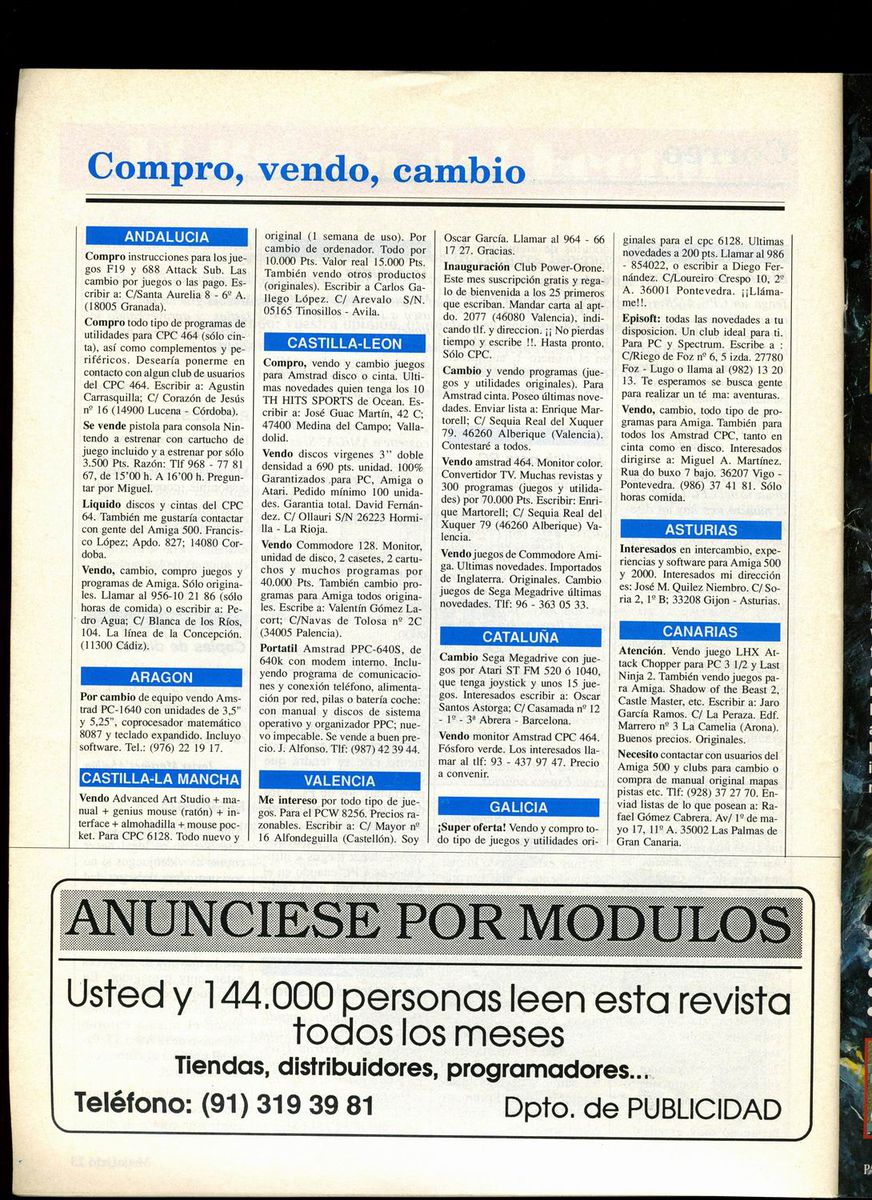 Compro, vendo, cambio
ANDALUCIA
Compro instrucciones para los jue-
gos F19 y 688 Attack Sub. Las
cambio por juegos o las pago. Es-
cribir a: C/Santa Aurelia 8 - 6º A.
(18005 Granada).
Compro todo tipo de programas de
utilidades para CPC 464 (sólo cin-
ta), así como complementos y pe-
riféricos. Desearía ponerme en
contacto con algun club de usuarios
del CPC 464. Escribir a: Agustin
Carrasquilla; C/ Corazón de Jesús
nº 16 (14900 Lucena - Córdoba).
Se vende pistola para consola Nin-
tendo a estrenar con cartucho de
juego incluido y a estrenar por sólo
3.500 Pts. Razón: Tlf 968 - 77 81
67, de 15'00 h. A 16'00 h. Pregun-
tar por Miguel.
Liquido discos y cintas del CPC
64. También me gustaría contactar
con gente del Amiga 500. Francis-
co López; Apdo. 827; 14080 Cor-
doba.
Vendo, cambio, compro juegos y
programas de Amiga. Sólo origina-
les. Llamar al 956-10 21 86 (sólo
horas de comida) o escribir a: Pe-
dro Agua; C/ Blanca de los Ríos,
104. La línea de la Concepción.
(11300 Cádiz).
ARAGON
Por cambio de equipo vendo Ams-
trad PC-1640 con unidades de 3,5"
y 5,25", coprocesador matemático
8087 y teclado expandido. Incluyo
software. Tel.: (976) 22 19 17.
CASTILLA-LA MANCHA
Vendo Advanced Art Studio + ma-
nual + genius mouse (ratón) + in-
terface + almohadilla + mouse poc-
ket. Para CPC 6128. Todo nuevo y
original (1 semana de uso). Por
cambio de ordenador. Todo por
10.000 Pts. Valor real 15.000 Pts.
También vendo otros productos
(originales). Escribir a Carlos Ga-
llego López. C/ Arevalo S/N.
05165 Tinosillos - Avila.
CASTILLA-LEON
Compro, vendo y cambio juegos
para Amstrad disco o cinta. Ulti-
mas novedades quien tenga los 10
TH HITS SPORTS de Ocean. Es-
cribir a: José Guac Martín, 42 C;
47400 Medina del Campo; Valla-
dolid.
Vendo discos virgenes 3" doble
densidad a 690 pts. unidad. 100%
Garantizados para PC, Amiga o
Atari. Pedido mínimo 100 unida-
des. Garantia total. David Fernán-
dez. C/ Ollauri S/N 26223 Hormi-
lla - La Rioja.
Vendo Commodore 128. Monitor,
unidad de disco, 2 casetes, 2 cartu-
chos y muchos programas por
40.000 Pts. También cambio pro-
gramas para Amiga todos origina-
les. Escribe a: Valentín Gómez La-
cort; C/Navas de Tolosa nº 2C
(34005 Palencia).
Portatil Amstrad PPC-640S, de
640k con modem interno. Inclu-
yendo programa de comunicacio-
nes y conexión teléfono, alimenta-
ción por red, pilas o batería coche:
con manual y discos de sistema
operativo y organizador PPC; nue-
vo impecable. Se vende a buen pre-
cio. J. Alfonso. Tlf: (987) 42 39 44.
VALENCIA
Me intereso por todo tipo de jue-
gos. Para el PCW 8256. Precios ra-
zonables. Escribir a: C/ Mayor nº
16 Alfondeguilla (Castellón). Soy
Oscar García. Llamar al 964 - 66
17 27. Gracias.
Inauguración Club Power-Orone.
Este mes suscripción gratis y rega-
lo de bienvenida a los 25 primeros
que escriban. Mandar carta al apt-
do. 2077 (46080 Valencia), indi-
cando tlf. y direccion. ¡¡ No pierdas
tiempo y escribe !!. Hasta pronto.
Sólo CPC.
Cambio y vendo programas (jue-
gos y utilidades originales). Para
Amstrad cinta. Poseo últimas nove-
dades. Enviar lista a: Enrique Mar-
torell; C/ Sequia Real del Xuquer
79. 46260 Alberique (Valencia).
Contestaré a todos.
Vendo amstrad 464. Monitor color.
Convertidor TV. Muchas revistas y
300 programas (juegos y utilida-
des) por 70.000 Pts. Escribir: Enri-
que Martorell; C/ Sequia Real del
Xuquer 79 (46260 Alberique) Va-
lencia.
Vendo juegos de Commodore Ami-
ga. Ultimas novedades. Importados
de Inglaterra. Originales. Cambio
juegos de Sega Megadrive últimas
novedades. Tlf: 96 - 363 05 33.
CATALUÑA
Cambio Sega Megadrive con jue-
gos por Atari ST FM 520 ó 1040,
que tenga joystick y unos 15 jue-
gos. Interesados escribir a: Oscar
Santos Astorga; C/ Casamada nº 12
- 1º - 3ª Abrera - Barcelona.
Vendo monitor Amstrad CPC 464.
Fósforo verde. Los interesados lla-
mar al tlf: 93 - 437 97 47. Precio
a convenir.
GALICIA
¡Super oferta! Vendo y compro to-
do tipo de juegos y utilidades ori-
ginales para el cpc 6128. Ultimas
novedades a 200 pts. Llamar al 986
- 854022, o escribir a Diego Fer-
nández. C/Loureiro Crespo 10, 2º
A. 36001 Pontevedra. ¡¡Lláma-
me!!.
Episoft: todas las novedades a tu
disposicion. Un club ideal para ti.
Para PC y Spectrum. Escribe a :
C/Riego de Foz nº 6, 5 izda. 27780
Foz - Lugo o llama al (982) 13 20
13. Te esperamos se busca gente
para realizar un té ma: aventuras.
Vendo, cambio, todo tipo de pro-
gramas para Amiga. También para
todos los Amstrad CPC, tanto en
cinta como en disco. Interesados
dirigirse a: Miguel A. Martínez.
Rua do buxo 7 bajo. 36207 Vigo -
Pontevedra. (986) 37 41 81. Sólo
horas comida.
ASTURIAS
Interesados en intercambio, expe-
riencias y software para Amiga 500
y 2000. Interesados mi dirección
es: José M. Quilez Niembro. C/ So-
ria 2, 1º B; 33208 Gijon - Asturias.
CANARIAS
Atención. Vendo juego LHX At-
tack Chopper para PC 3 1/2 y Last
Ninja 2. También vendo juegos pa-
ra Amiga. Shadow of the Beast 2,
Castle Master, etc. Escribir a: Jaro
García Ramos. C/ La Peraza. Edf.
Marrero nº 3 La Camelia (Arona).
Buenos precios. Originales.
Necesito contactar con usuarios del
Amiga 500 y clubs para cambio o
compra de manual original mapas
pistas etc. Tlf: (928) 37 27 70. En-
viad listas de lo que posean a: Ra-
fael Gómez Cabrera. Av/ 1º de ma-
yo 17, 11º A. 35002 Las Palmas de
Gran Canaria.
ANUNCIESE POR MODULOS
Usted y 144.000 personas leen esta revista
todos los meses
Tiendas, distribuidores, programadores...
Teléfono: (91) 319 39 81 Dpto. de PUBLICIDAD